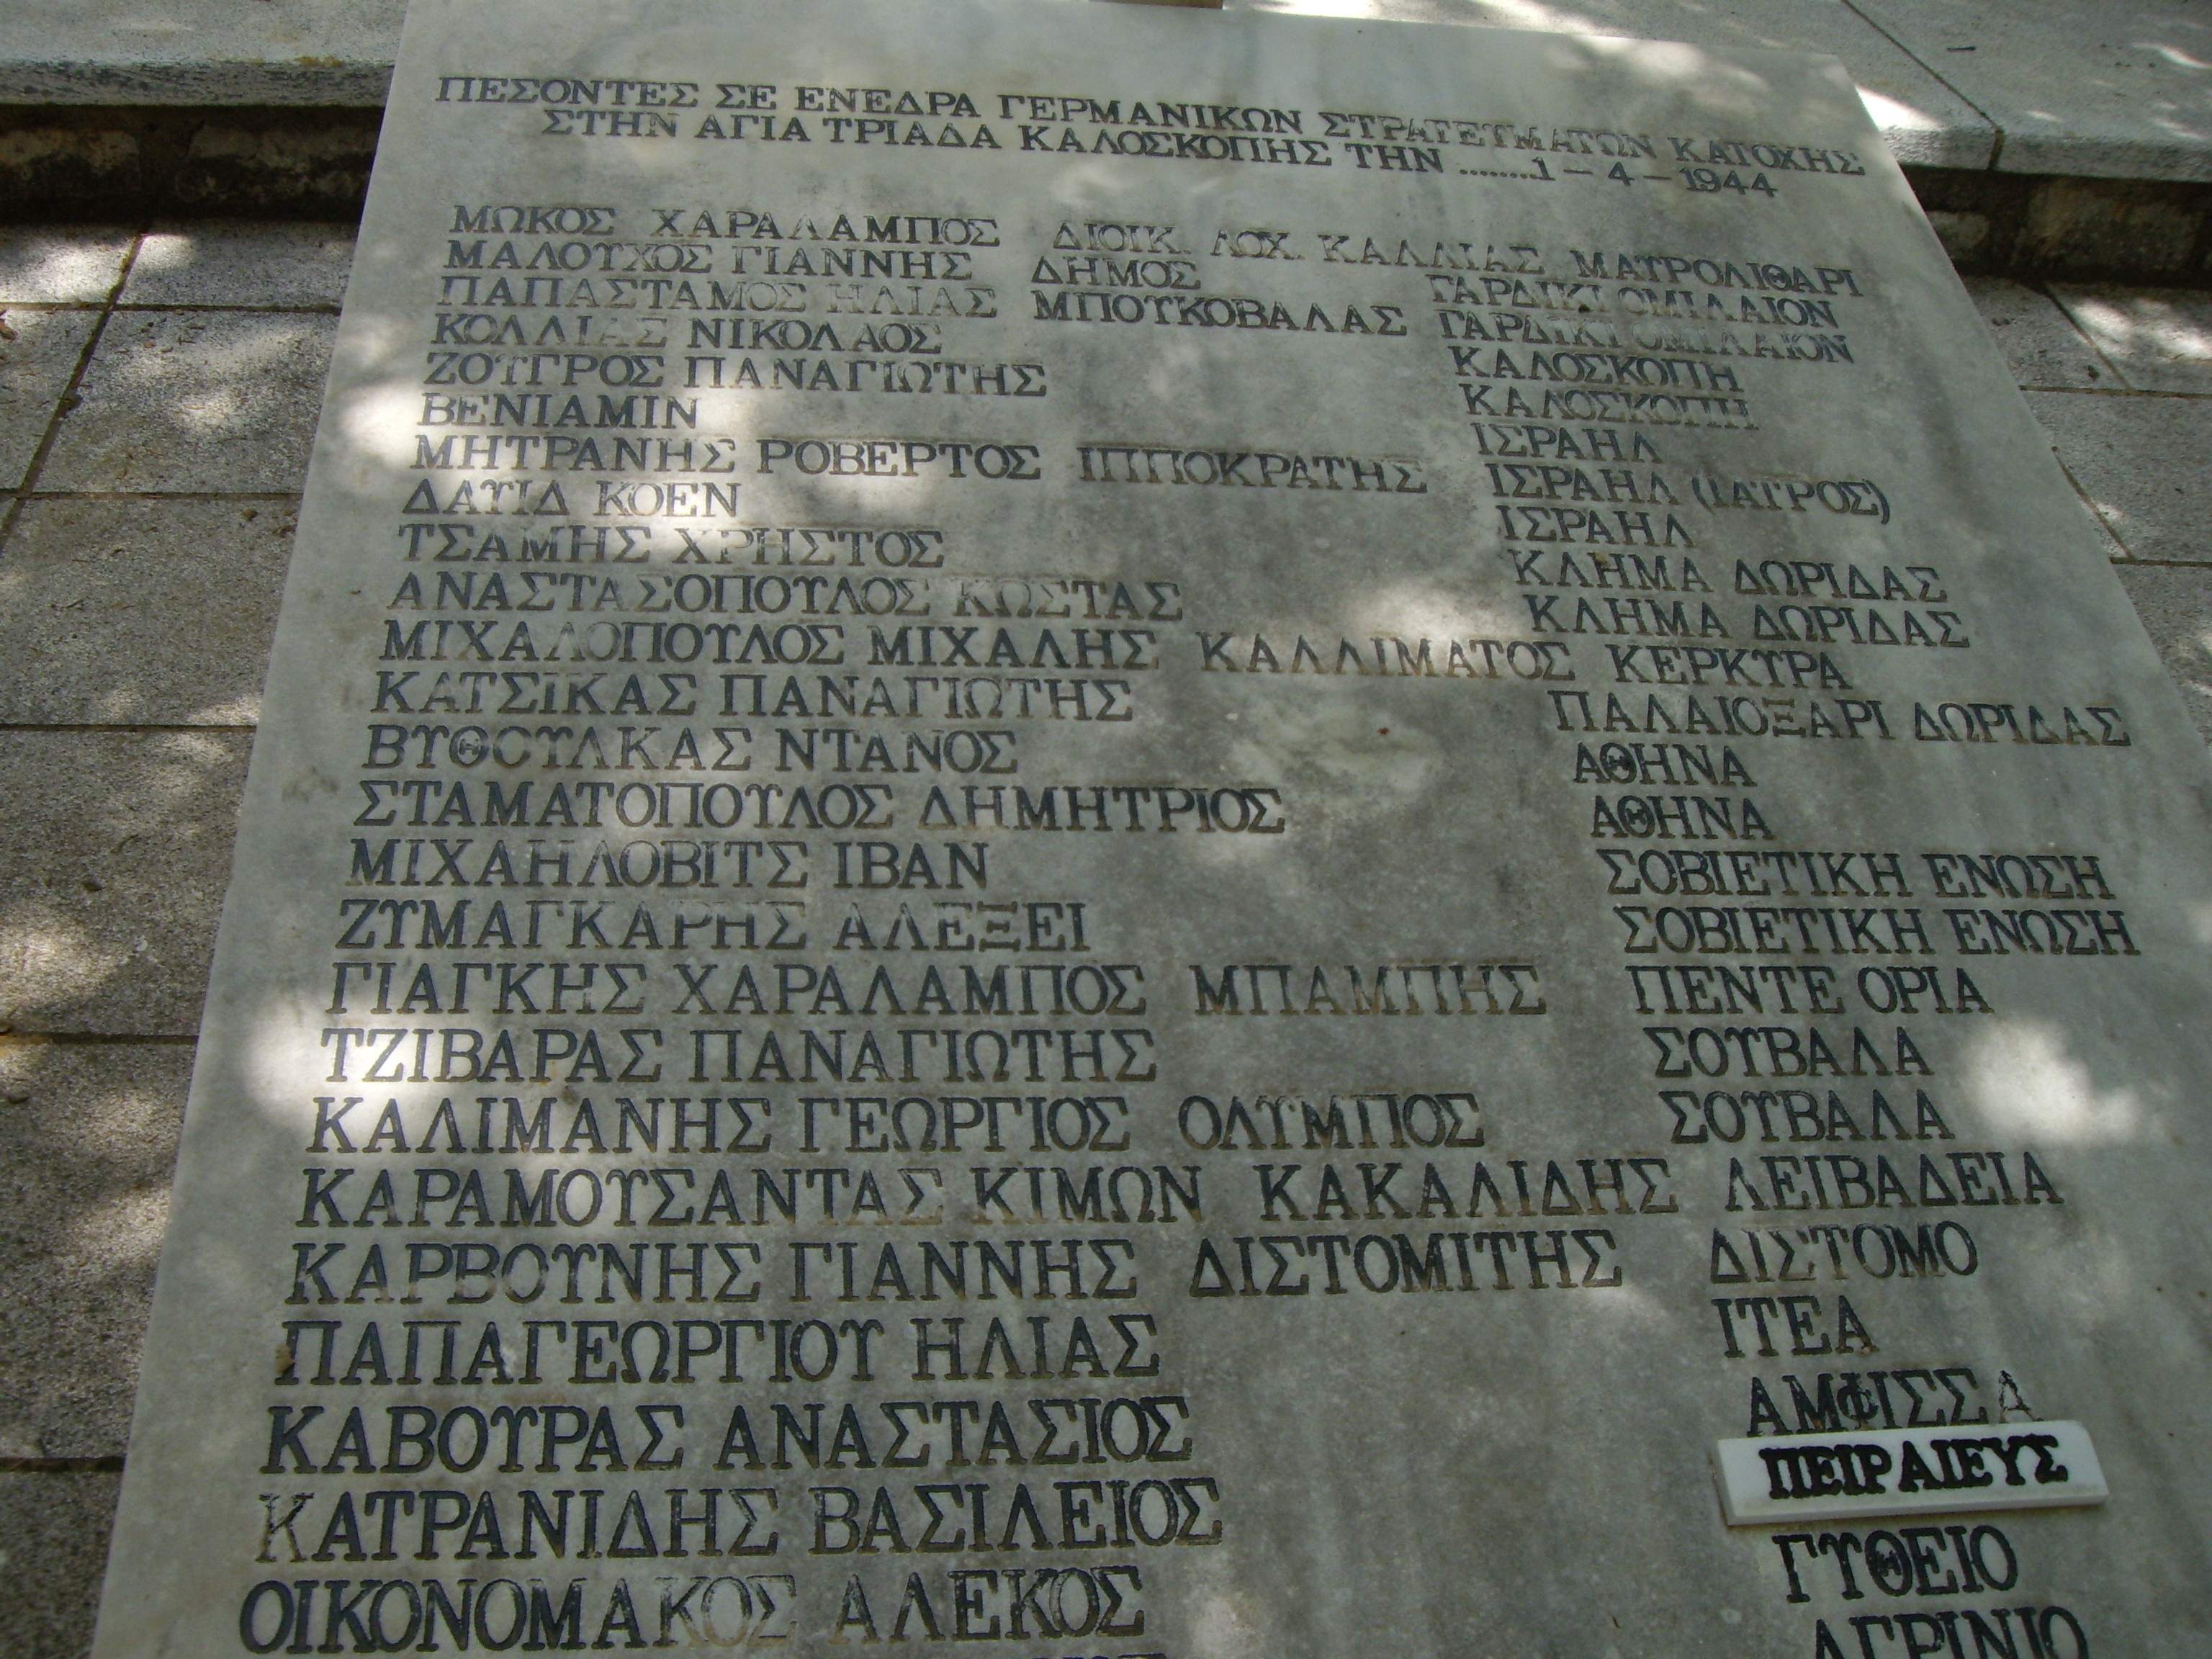 ΠΕΣΟΝΤΕΣ ΣΕ ΕΝΕΔΡΑ ΓΕΡΜΑΝΙΚΩΝ ΣΤΡΑΤΕΥΜΑΤΩΝ ΚΑΤΟΧΗΣ
ΣΤΗΝ ΑΓΙΑ ΤΡΙΑΔΑ ΚΑΛΟΣΚΟΠΗΣ ΤΗΝ ........1-4-1944
ΜΩΚΟΣ ΧΑΡΑΛΑΜΠΟΣ ΔΙΟΙΚ. ΛΟΧ. ΚΑΛΛΙΑΣ ΜΑΥΡΟΛΙΘΑΡΙ
ΜΑΛΟΥΧΟΣ ΓΙΑΝΝΗΣ ΔΗΜΟΣ ΓΑΡΔΙΚΙ ΟΜΙΛΑΙΟΝ
ΠΑΠΑΣΤΑΜΟΣ ΗΛΙΑΣ ΜΠΟΥΚΟΒΑΛΑΣ ΓΑΡΔΙΚΙ ΟΜΙΛΑΙΟΝ
ΚΟΛΛΙΑΣ ΝΙΚΟΛΑΟΣ ΚΑΛΟΣΚΟΠΗ
ΖΟΥΓΡΟΣ ΠΑΝΑΓΙΩΤΗΣ ΚΑΛΟΣΚΟΠΗ
ΒΕΝΙΑΜΙΝ ΙΣΡΑΗΛ
ΜΗΤΡΑΝΗΣ ΡΟΒΕΡΤΟΣ ΙΠΠΟΚΡΑΤΗΣ ΙΣΡΑΗΛ (ΙΑΤΡΟΣ)
ΔΑΥΙΔ ΚΟΕΝ ΙΣΡΑΗΛ
ΤΣΑΜΗΣ ΧΡΗΣΤΟΣ ΚΛΗΜΑ ΔΩΡΙΔΑΣ
ΑΝΑΣΤΑΣΟΠΟΥΛΟΣ ΚΩΣΤΑΣ ΚΛΗΜΑ ΔΩΡΙΔΑΣ
ΜΙΧΑΛΟΠΟΥΛΟΣ ΜΙΧΑΛΗΣ ΚΑΛΛΙΜΑΤΟΣ ΚΕΡΚΥΡΑ
ΚΑΤΣΙΚΑΣ ΠΑΝΑΓΙΩΤΗΣ ΠΑΛΑΙΟΞΑΡΙ ΔΩΡΙΔΑΣ
ΒΥΘΟΥΛΚΑΣ ΝΤΑΝΟΣ ΑΘΗΝΑ
ΣΤΑΜΑΤΟΠΟΥΛΟΣ ΔΗΜΗΤΡΙΟΣ ΑΘΗΝΑ
ΜΙΧΑΗΛΟΒΙΤΣ ΙΒΑΝ ΣΟΒΙΕΤΙΚΗ ΕΝΩΣΗ
ΖΥΜΑΓΚΑΡΗΣ ΑΛΕΞΕΙ ΣΟΒΙΕΤΙΚΗ ΕΝΩΣΗ
ΓΙΑΓΚΗΣ ΧΑΡΑΛΑΜΠΟΣ ΜΠΑΜΠΗΣ ΠΕΝΤΕ ΟΡΙΑ
ΤΖΙΒΑΡΑΣ ΠΑΝΑΓΙΩΤΗΣ ΣΟΥΒΑΛΑ
ΚΑΛΙΜΑΝΗΣ ΓΕΩΡΓΙΟΣ ΟΛΥΜΠΟΣ ΣΟΥΒΑΛΑ
ΚΑΡΑΜΟΥΣΑΝΤΑΣ ΚΙΜΩΝ ΚΑΚΑΛΙΔΗΣ ΛΕΙΒΑΔΕΙΑ
ΚΑΡΒΟΥΝΗΣ ΓΙΑΝΝΗΣ ΔΙΣΤΟΜΙΤΗΣ ΔΙΣΤΟΜΟ
ΠΑΠΑΓΕΩΡΓΙΟΥ ΗΛΙΑΣ ΙΤΕΑ
ΚΑΒΟΥΡΑΣ ΑΝΑΣΤΑΣΙΟΣ ΑΜΦΙΣΣΑ
ΚΑΤΡΑΝΙΔΗΣ ΒΑΣΙΛΕΙΟΣ ΠΕΙΡΑΙΕΥΣ
ΟΙΚΟΝΟΜΑΚΟΣ ΑΛΕΚΟΣ ΓΥΘΕΙΟ
ΑΓΡΙΝΙΟ